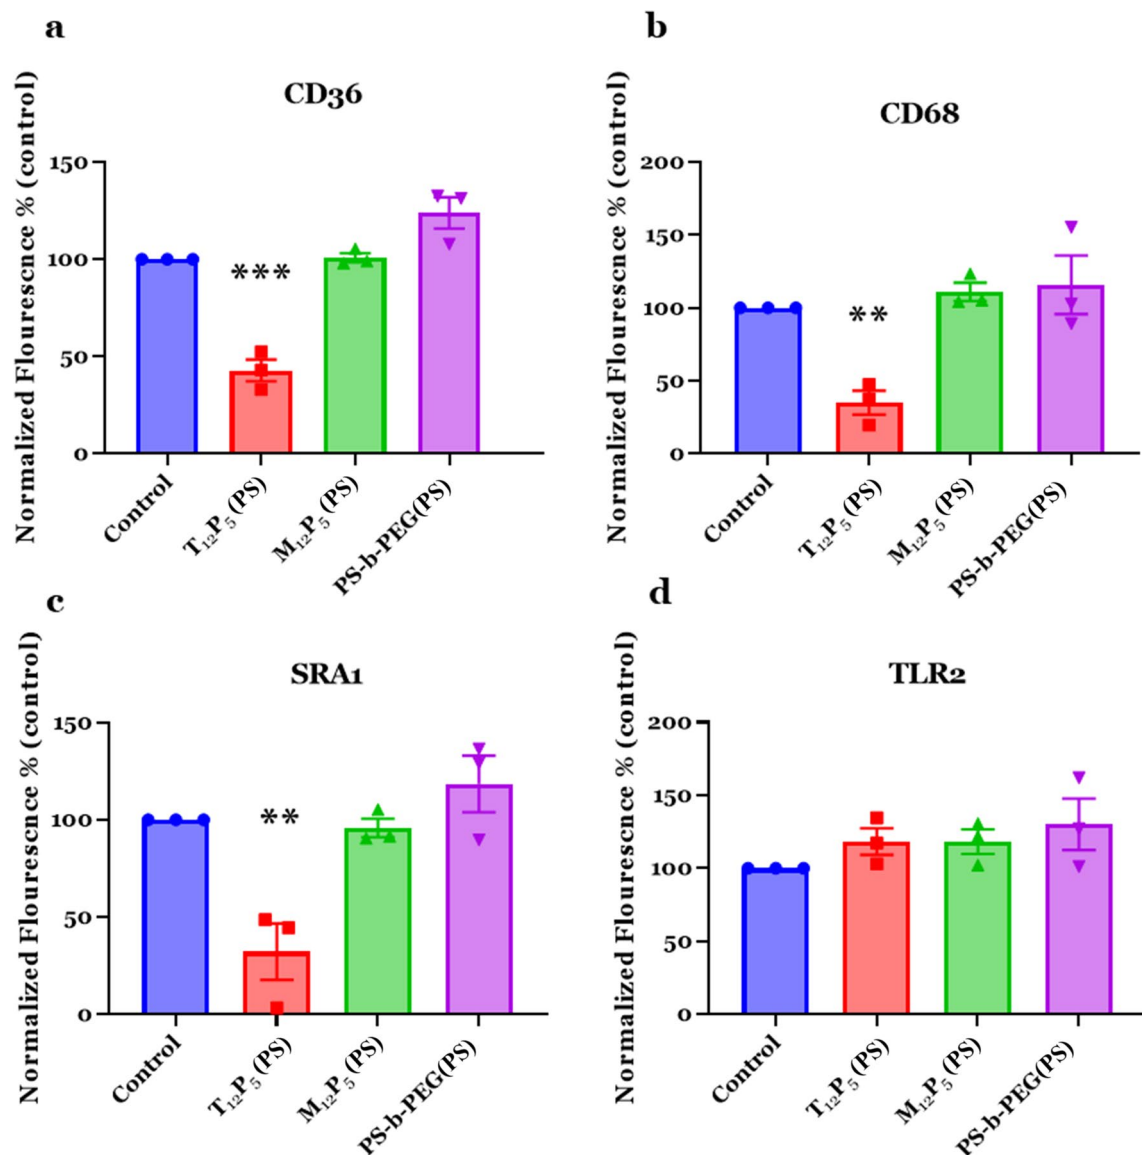 a
CD36
Normalized Flourescnce % (control)
150
100
50
0
***
Control
T₁₂P₅ (PS)
M₁₂P₅ (PS)
PS-b-PEG(PS)
b
CD68
Normalized Flourescnce % (control)
200
150
100
50
0
**
Control
T₁₂P₅ (PS)
M₁₂P₅ (PS)
PS-b-PEG(PS)
c
SRA1
Normalized Flourescnce % (control)
150
100
50
0
**
Control
T₁₂P₅ (PS)
M₁₂P₅ (PS)
PS-b-PEG(PS)
d
TLR2
Normalized Flourescnce % (control)
200
150
100
50
0
Control
T₁₂P₅ (PS)
M₁₂P₅ (PS)
PS-b-PEG(PS)